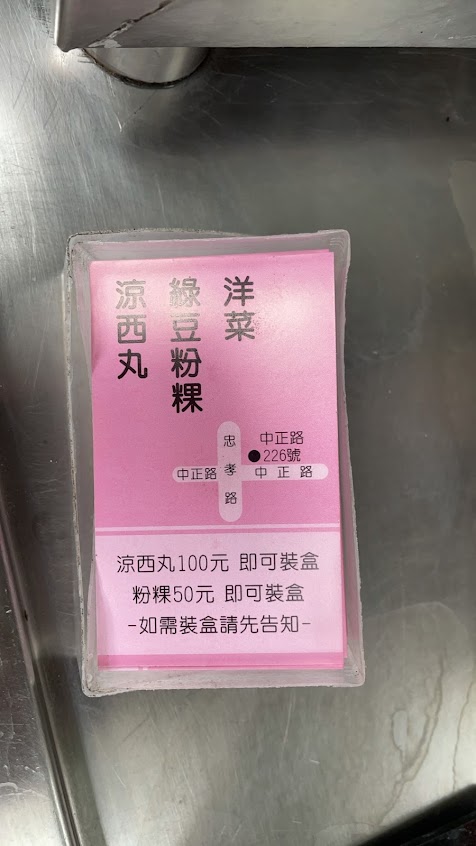 洋菜
綠豆粉粿
涼西丸
忠孝路
中正路
●226號
中正路
中正路
涼西丸100元 即可裝盒
粉粿50元 即可裝盒
-如需裝盒請先告知-